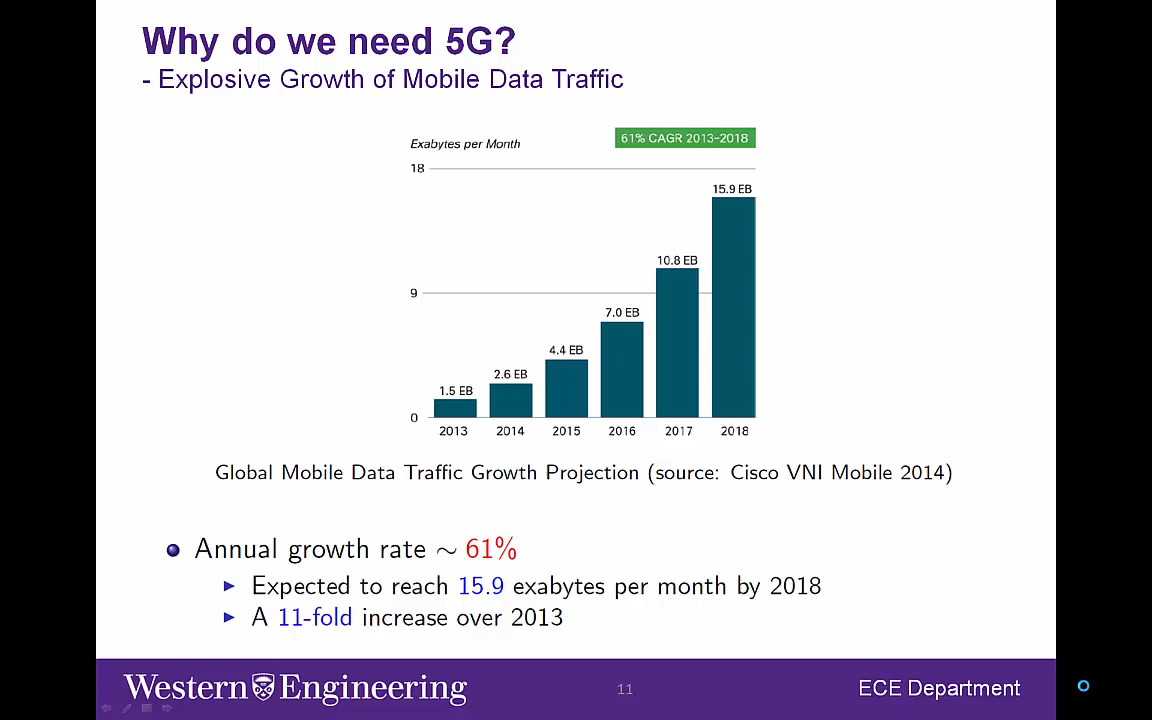 Why do we need 5G?
- Explosive Growth of Mobile Data Traffic
Exabytes per Month
61% CAGR 2013–2018
18
15.9 EB
10.8 EB
9
7.0 EB
4.4 EB
2.6 EB
1.5 EB
0
2013 2014 2015 2016 2017 2018
Global Mobile Data Traffic Growth Projection (source: Cisco VNI Mobile 2014)
Annual growth rate ∼ 61%
Expected to reach 15.9 exabytes per month by 2018
A 11-fold increase over 2013
Western Engineering 11 ECE Department